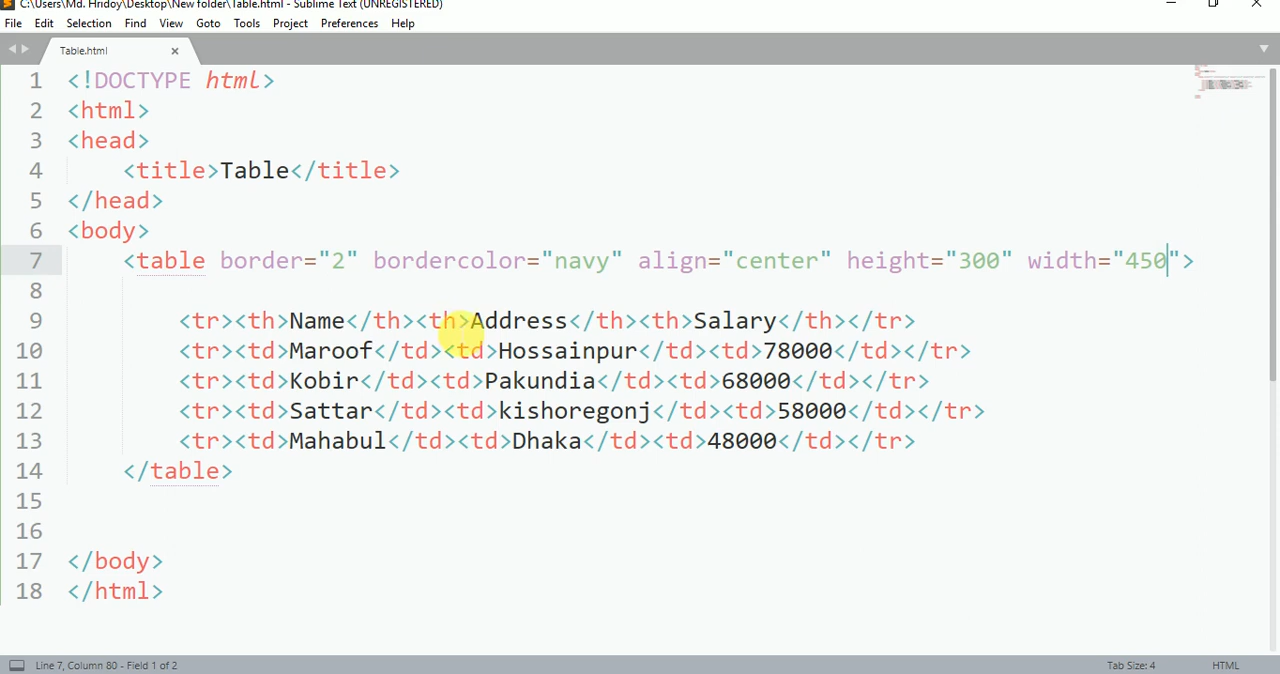 C:\Users\Md. Hridoy\Desktop\New folder\Table.html - Sublime Text (UNREGISTERED)
File Edit Selection Find View Goto Tools Project Preferences Help
Table.html
1 <!DOCTYPE html>
2 <html>
3 <head>
4 <title>Table</title>
5 </head>
6 <body>
7 <table border="2" bordercolor="navy" align="center" height="300" width="450">
8
9 <tr><th>Name</th><th>Address</th><th>Salary</th></tr>
10 <tr><td>Maroof</td><td>Hossainpur</td><td>78000</td></tr>
11 <tr><td>Kobir</td><td>Pakundia</td><td>68000</td></tr>
12 <tr><td>Sattar</td><td>kishoregonj</td><td>58000</td></tr>
13 <tr><td>Mahabul</td><td>Dhaka</td><td>48000</td></tr>
14 </table>
15
16
17 </body>
18 </html>
Line 7, Column 80 - Field 1 of 2 Tab Size: 4 HTML